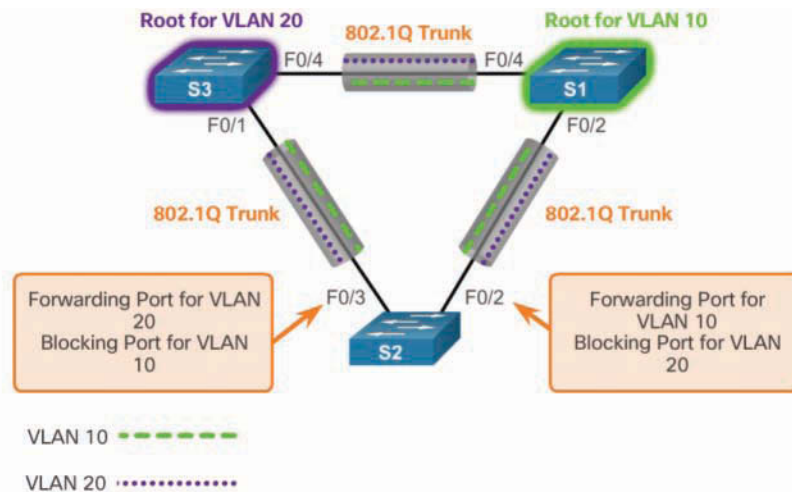 Root for VLAN 20
Root for VLAN 10
802.1Q Trunk
F0/4
F0/4
S3
S1
F0/1
F0/2
802.1Q Trunk
802.1Q Trunk
Forwarding Port for VLAN
20
Blocking Port for VLAN
10
F0/3
F0/2
Forwarding Port for
VLAN 10
Blocking Port for VLAN
20
S2
VLAN 10
VLAN 20